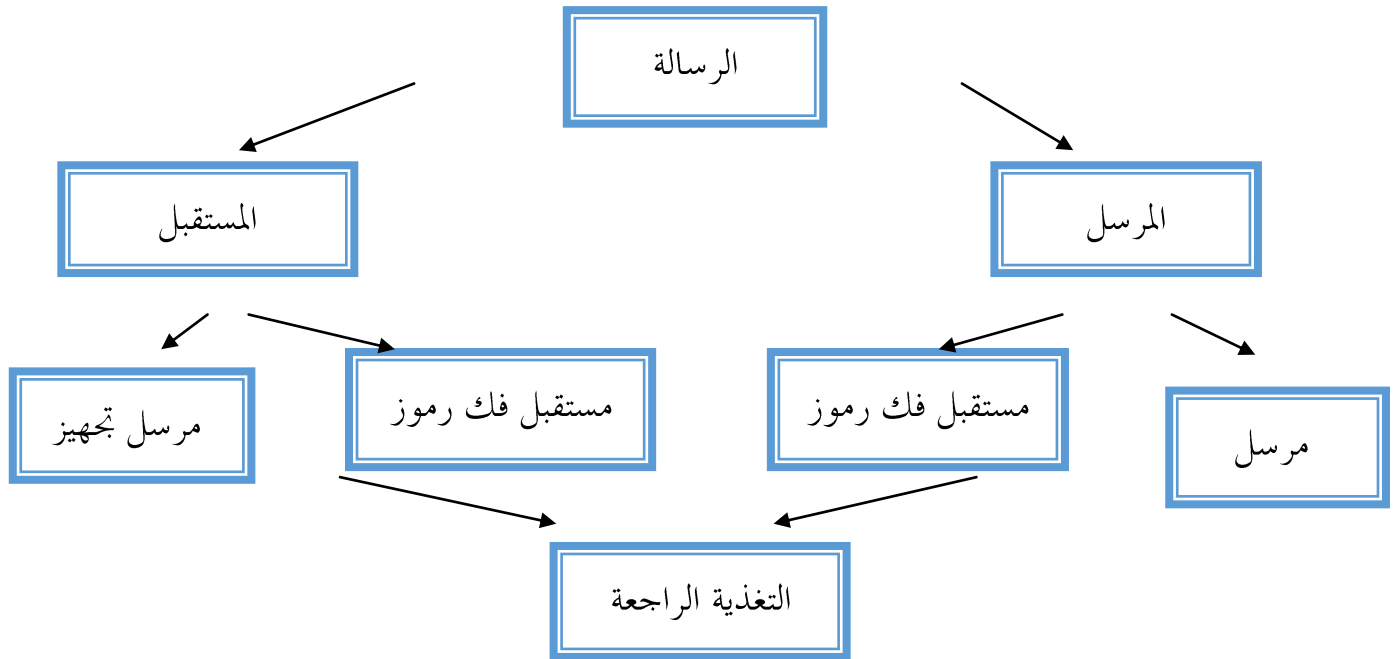 الرسالة
المرسل
المستقبل
مرسل
مستقبل فك رموز
مستقبل فك رموز
مرسل تجهيز
التغذية الراجعة